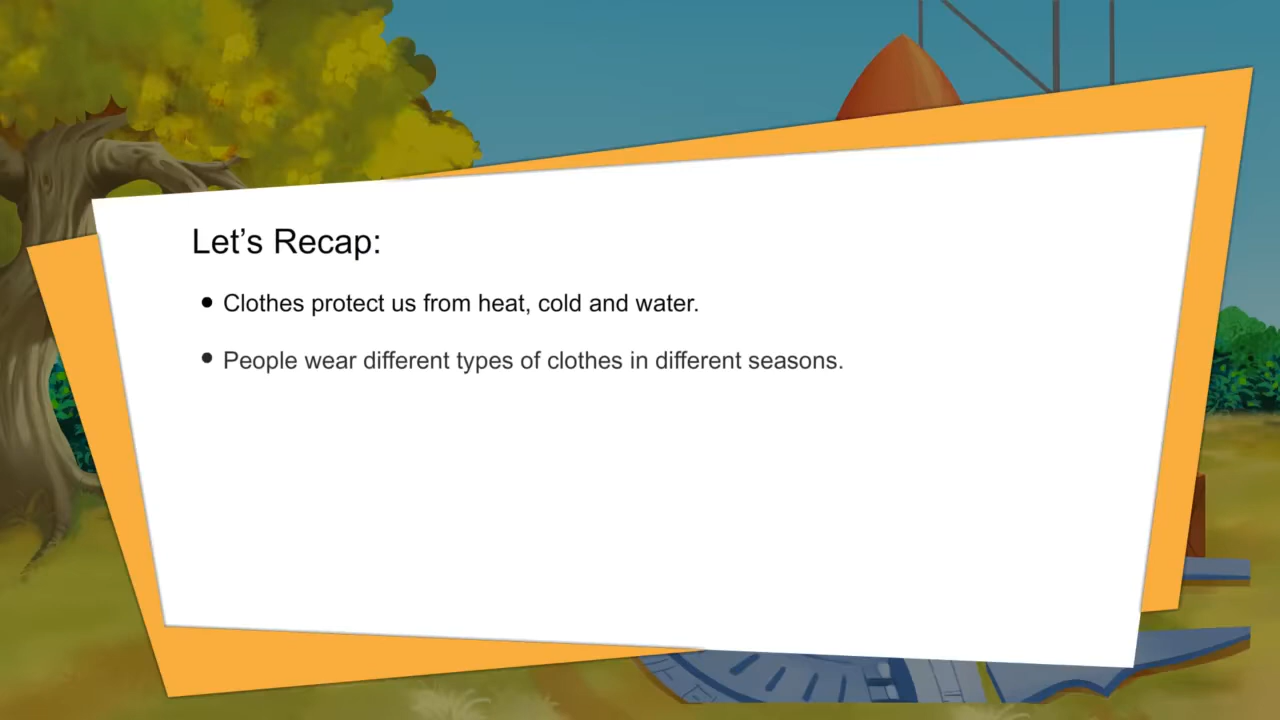 Let’s Recap:
• Clothes protect us from heat, cold and water.
• People wear different types of clothes in different seasons.